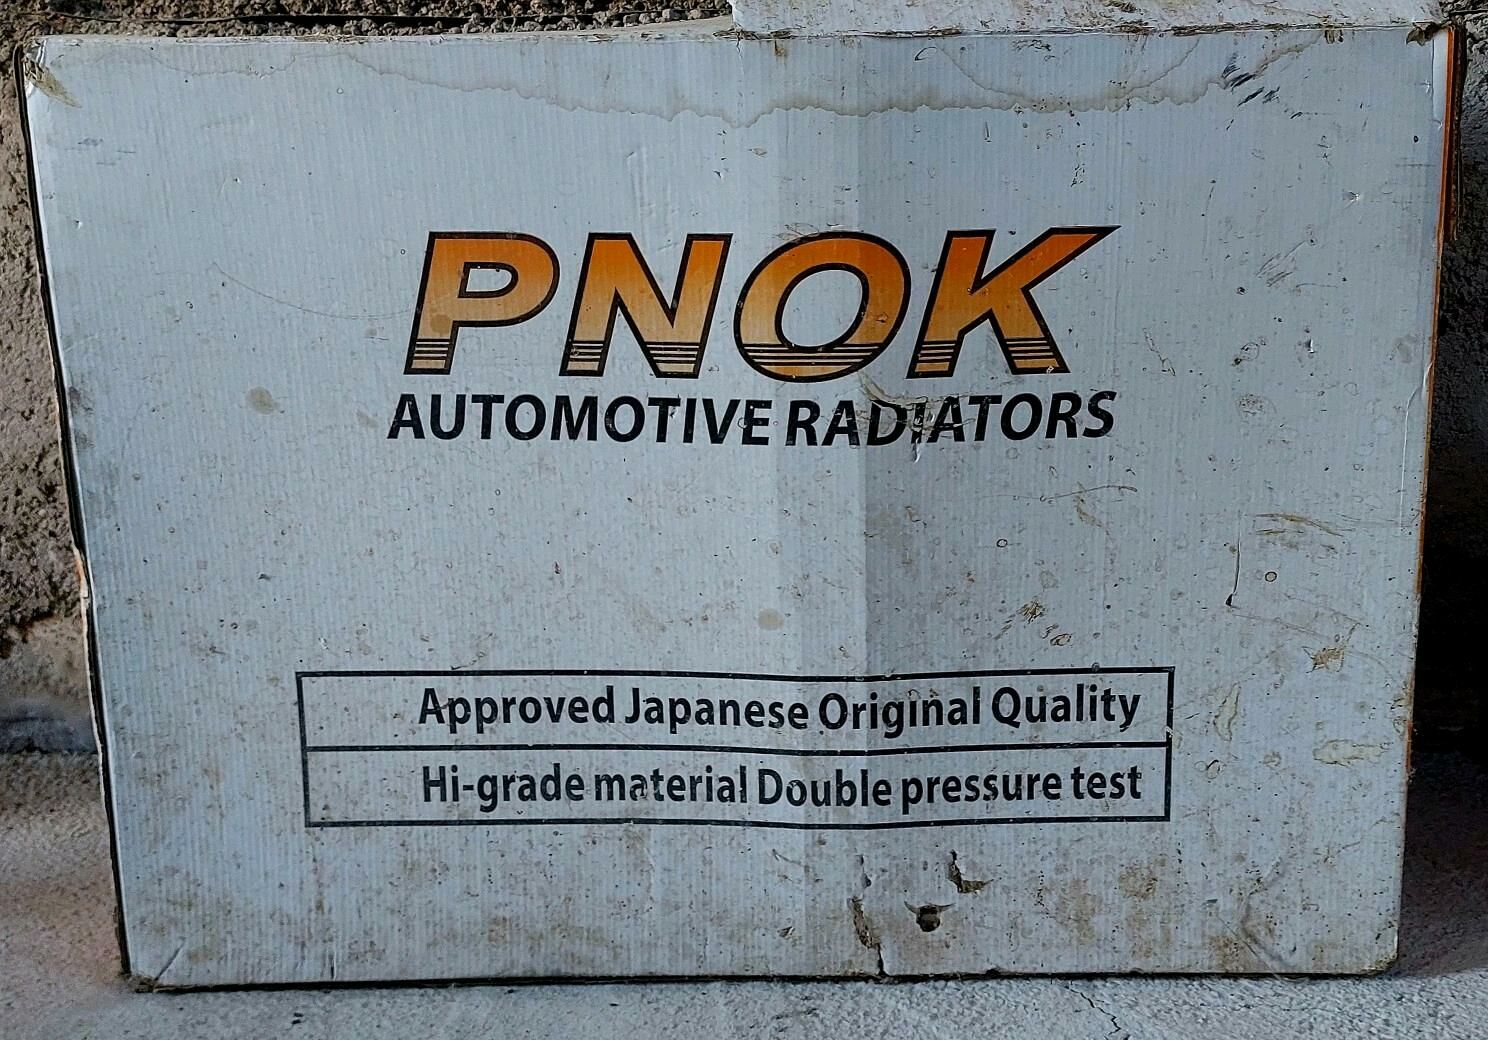 PNOK
AUTOMOTIVE RADIATORS
Approved Japanese Original Quality
Hi-grade material Double pressure test